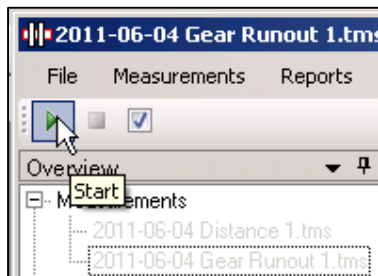 2011-06-04 Gear Runout 1.tms
File Measurements Reports
Overview
Start
Measurements
2011-06-04 Distance 1.tms
2011-06-04 Gear Runout 1.tms